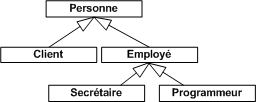 Personne
Client
Employé
Secrétaire
Programmeur